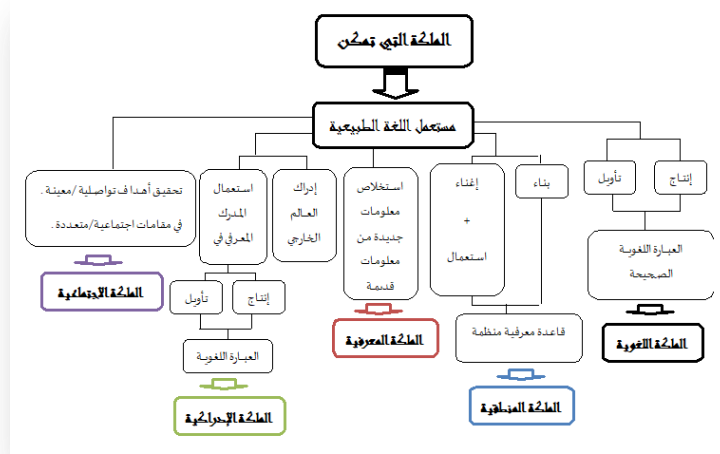 الملكة التي تمكن
مستعمل اللغة الطبيعية
إنتاج
تأويل
العبارة اللغوية
الصحيحة
الملكة اللغوية
بناء
إغناء
+
استعمال
قاعدة معرفية منظمة
الملكة المنطقية
استخلاص
معلومات
جديدة من
معلومات
قديمة
الملكة المعرفية
إدراك
العالم
الخارجي
استعمال
المدرك
المعرفي في
إنتاج
تأويل
العبارة اللغوية
الملكة الإدراكية
تحقيق أهداف تواصلية /معينة .
في مقامات اجتماعية/متعددة .
الملكة الاجتماعية